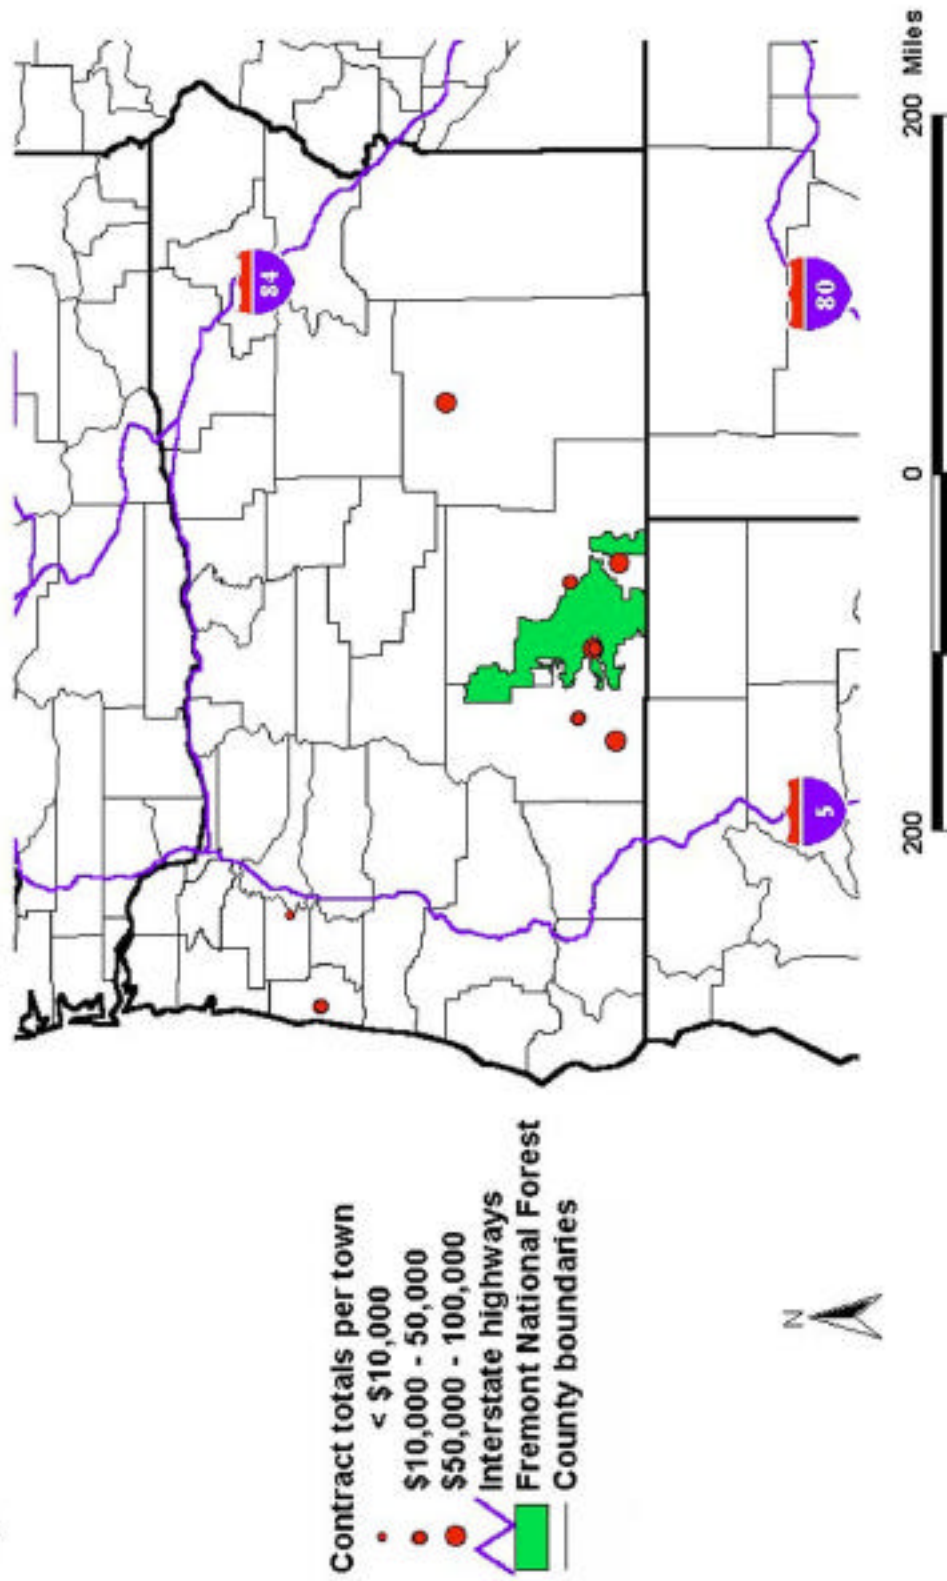 Contract totals per town
< $10,000
$10,000 - 50,000
$50,000 - 100,000
Interstate highways
Fremont National Forest
County boundaries
N
84
80
5
200 0 200 Miles